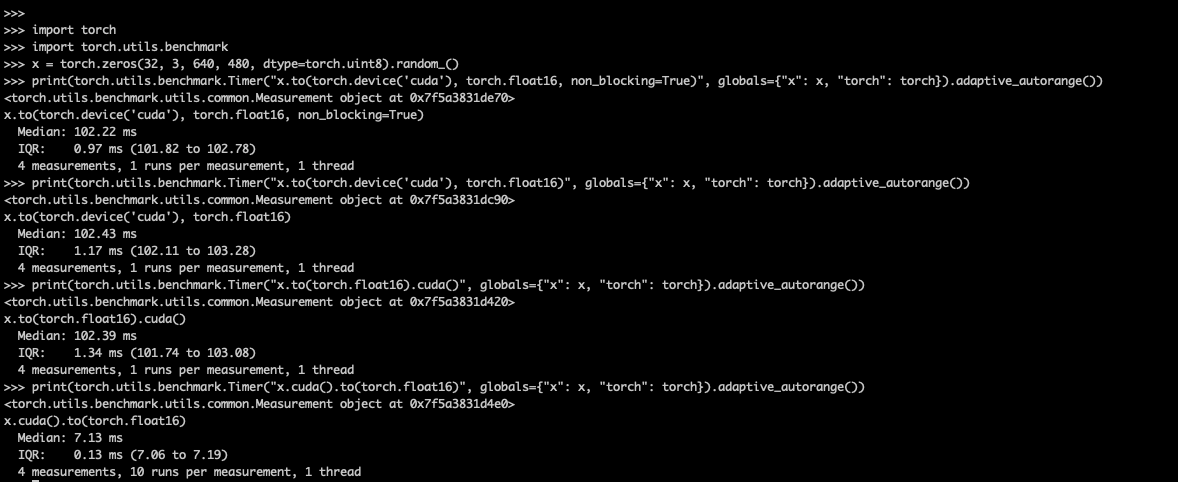 >>>
>>> import torch
>>> import torch.utils.benchmark
>>> x = torch.zeros(32, 3, 640, 480, dtype=torch.uint8).random_()
>>> print(torch.utils.benchmark.Timer("x.to(torch.device('cuda'), torch.float16, non_blocking=True)", globals={"x": x, "torch": torch}).adaptive_autorange())
<torch.utils.benchmark.utils.common.Measurement object at 0x7f5a3831de70>
x.to(torch.device('cuda'), torch.float16, non_blocking=True)
  Median: 102.22 ms
  IQR:    0.97 ms (101.82 to 102.78)
  4 measurements, 1 runs per measurement, 1 thread
>>> print(torch.utils.benchmark.Timer("x.to(torch.device('cuda'), torch.float16)", globals={"x": x, "torch": torch}).adaptive_autorange())
<torch.utils.benchmark.utils.common.Measurement object at 0x7f5a3831dc90>
x.to(torch.device('cuda'), torch.float16)
  Median: 102.43 ms
  IQR:    1.17 ms (102.11 to 103.28)
  4 measurements, 1 runs per measurement, 1 thread
>>> print(torch.utils.benchmark.Timer("x.to(torch.float16).cuda()", globals={"x": x, "torch": torch}).adaptive_autorange())
<torch.utils.benchmark.utils.common.Measurement object at 0x7f5a3831d420>
x.to(torch.float16).cuda()
  Median: 102.39 ms
  IQR:    1.34 ms (101.74 to 103.08)
  4 measurements, 1 runs per measurement, 1 thread
>>> print(torch.utils.benchmark.Timer("x.cuda().to(torch.float16)", globals={"x": x, "torch": torch}).adaptive_autorange())
<torch.utils.benchmark.utils.common.Measurement object at 0x7f5a3831d4e0>
x.cuda().to(torch.float16)
  Median: 7.13 ms
  IQR:    0.13 ms (7.06 to 7.19)
  4 measurements, 10 runs per measurement, 1 thread